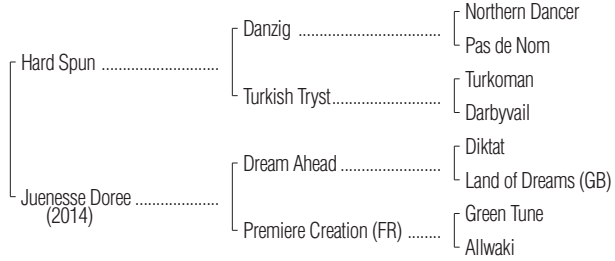 Northern Dancer
Danzig ........................................
Pas de Nom
Hard Spun .................................
Turkoman
Turkish Tryst...............................
Darbyvail
Diktat
Dream Ahead ............................
Land of Dreams (GB)
Juenesse Doree .......................
(2014)
Green Tune
Premiere Creation (FR) ........
Allwaki